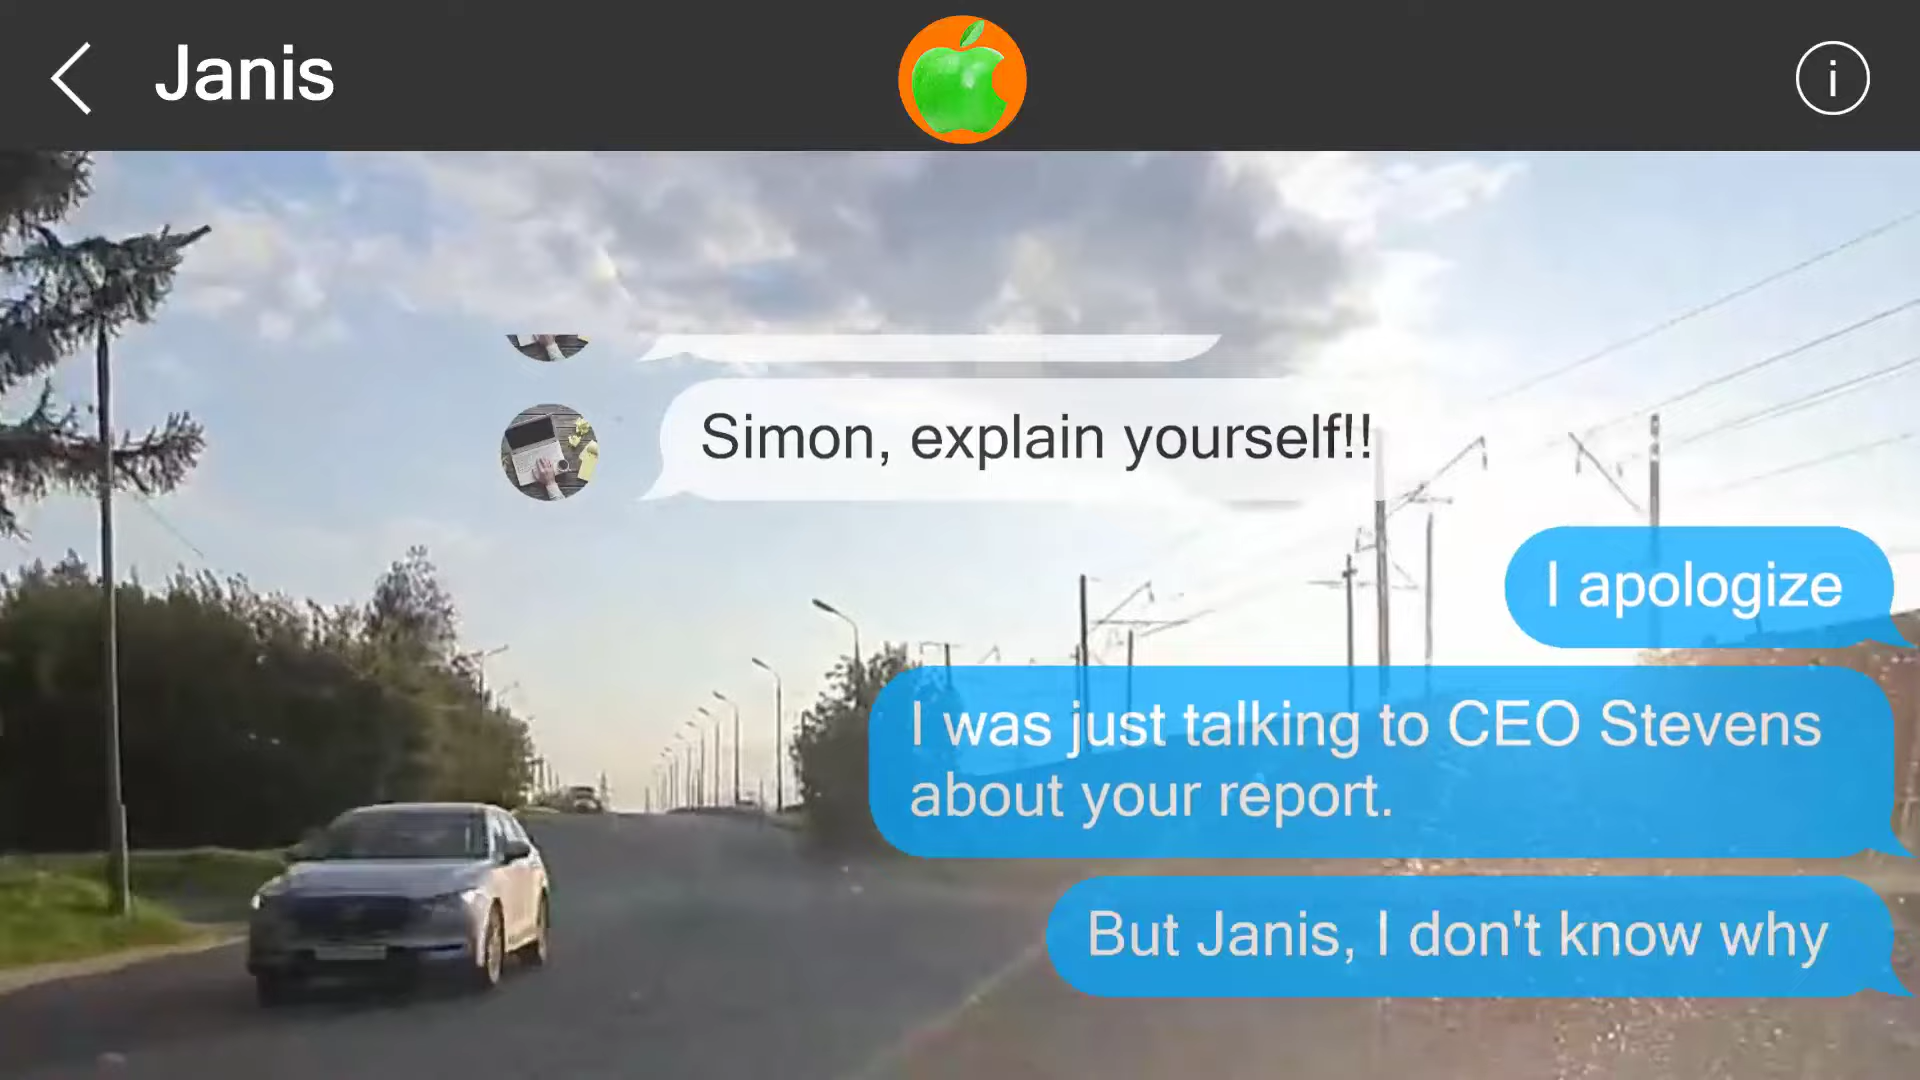 Janis
Simon, explain yourself!!
I apologize
I was just talking to CEO Stevens
about your report.
But Janis, I don't know why